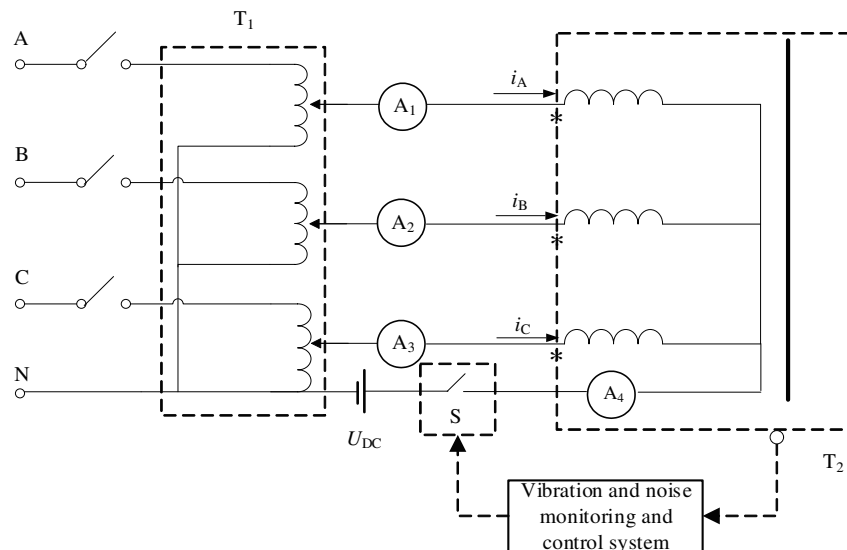 T1
A
A1
iA
*
B
A2
iB
*
C
A3
iC
*
N
UDC
S
A4
T2
Vibration and noise
monitoring and
control system